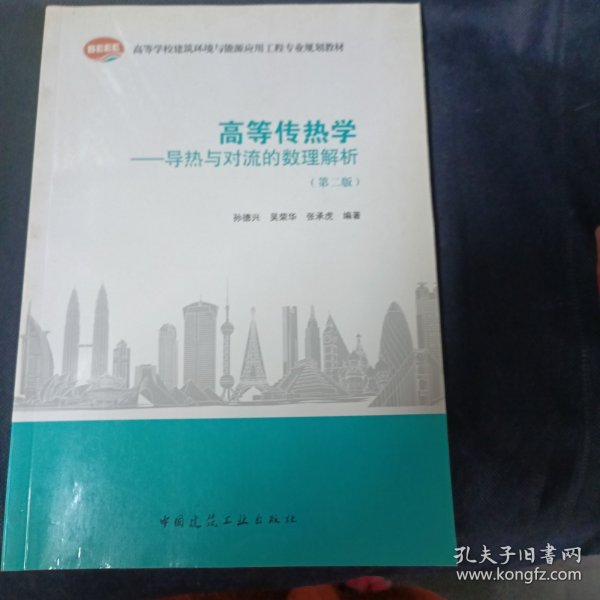 BEEE 高等学校建筑环境与能源应用工程专业规划教材
高等传热学
——导热与对流的数理解析
（第二版）
孙德兴 吴荣华 张承虎 编著
中国建筑工业出版社
孔夫子旧书网
www.kongfz.com